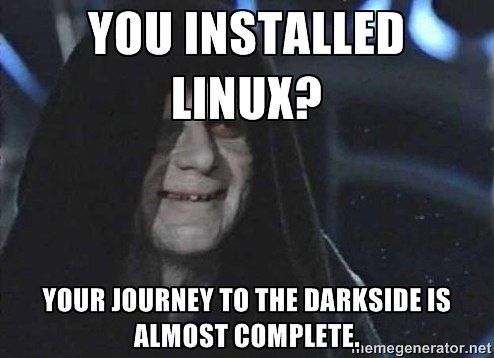 YOU INSTALLED
LINUX?
YOUR JOURNEY TO THE DARKSIDE IS
ALMOST COMPLETE.
memegenerator.net